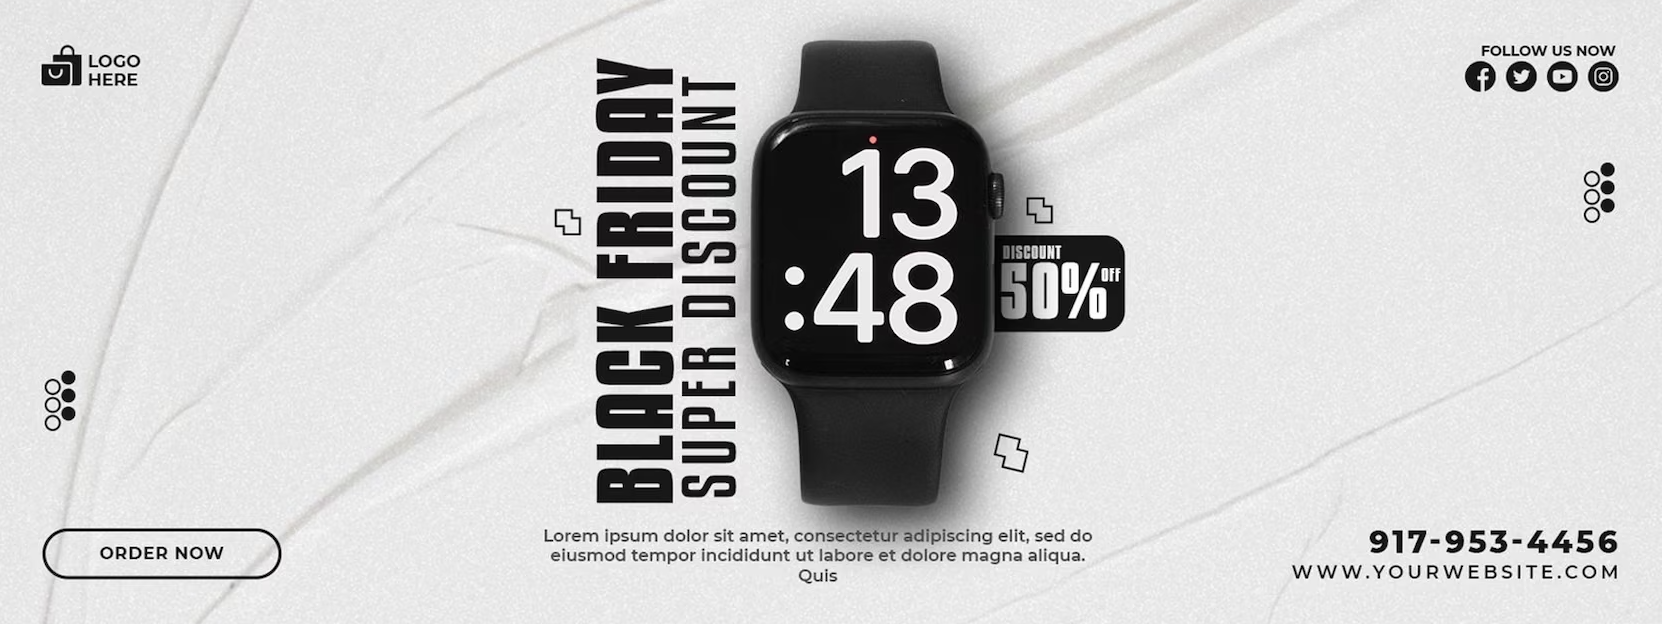 LOGO
HERE
FOLLOW US NOW
BLACK FRIDAY
SUPER DISCOUNT
13
:48
DISCOUNT
50%
OFF
ORDER NOW
Lorem ipsum dolor sit amet, consectetur adipiscing elit, sed do
eiusmod tempor incididunt ut labore et dolore magna aliqua.
Quis
917-953-4456
WWW.YOURWEBSITE.COM